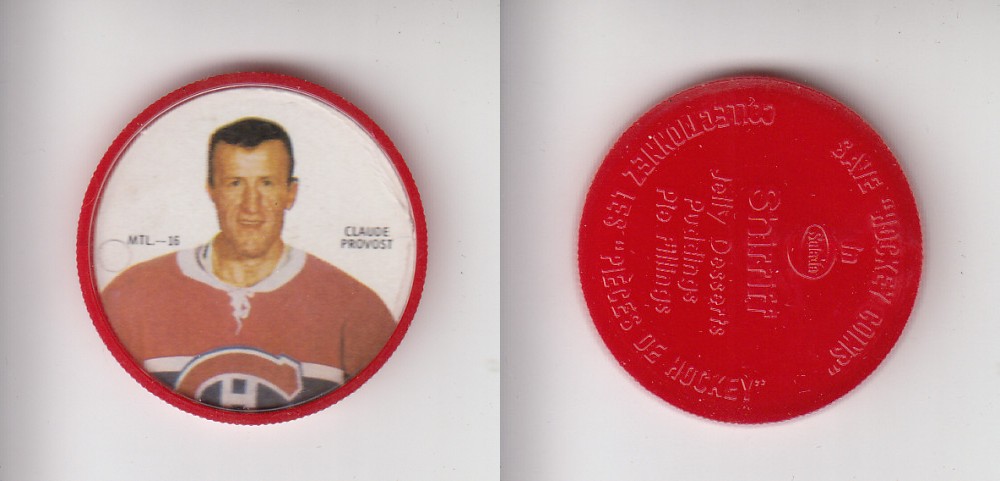 MTL.—16
CLAUDE
PROVOST
SAVE "HOCKEY COINS"
in
Salada
Shirriff
Jelly Desserts
Puddings
Pie fillings
COLLECTIONNEZ LES "PIÈCES DE HOCKEY"